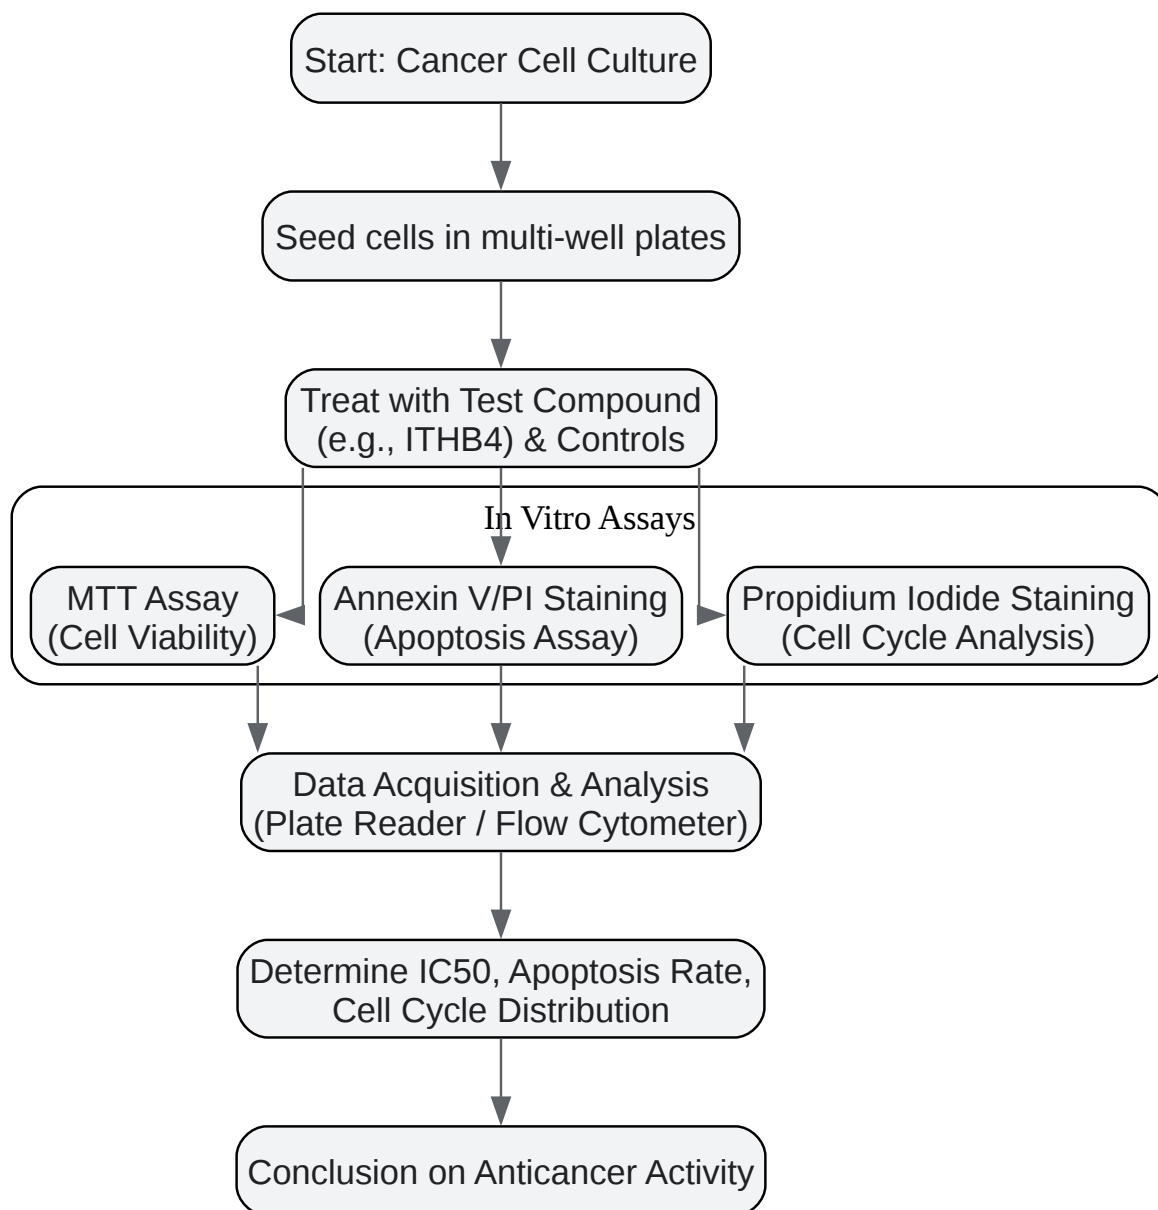 Start: Cancer Cell Culture
Seed cells in multi-well plates
Treat with Test Compound
(e.g., ITHB4) & Controls
In Vitro Assays
MTT Assay
(Cell Viability)
Annexin V/PI Staining
(Apoptosis Assay)
Propidium Iodide Staining
(Cell Cycle Analysis)
Data Acquisition & Analysis
(Plate Reader / Flow Cytometer)
Determine IC50, Apoptosis Rate,
Cell Cycle Distribution
Conclusion on Anticancer Activity